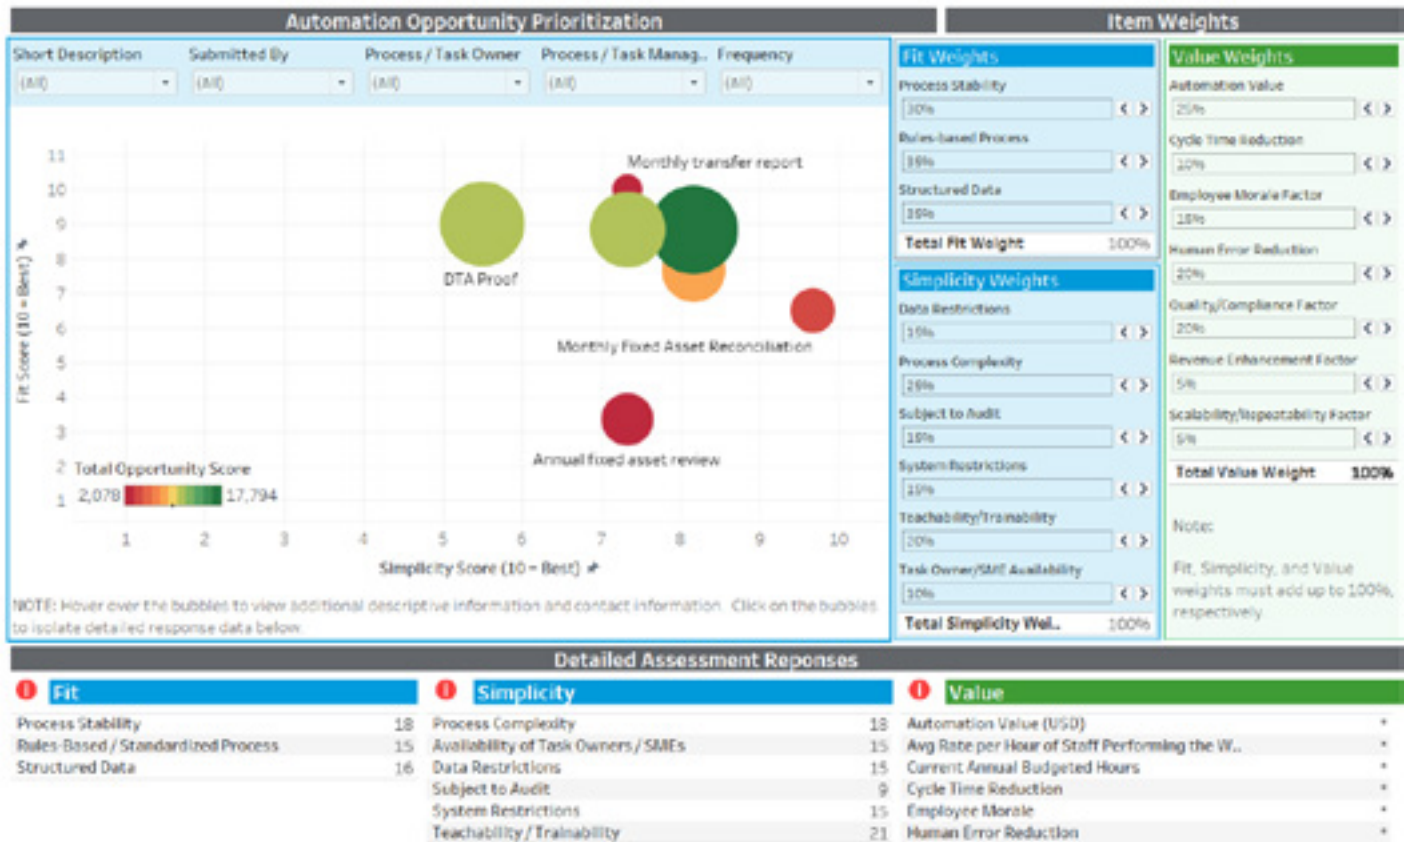 Automation Opportunity Prioritization
Item Weights
Short Description
Submitted By
Process / Task Owner
Process / Task Manag..
Frequency
(All)
(All)
(All)
(All)
(All)
11
10
9
8
7
6
5
4
3
2
1
Fit Score (10 = Best)
Monthly transfer report
DTA Proof
Monthly Fixed Asset Reconciliation
Annual fixed asset review
Total Opportunity Score
2,078
17,794
1
2
3
4
5
6
7
8
9
10
Simplicity Score (10 = Best)
NOTE: Hover over the bubbles to view additional descriptive information and contact information. Click on the bubbles
to isolate detailed response data below.
Fit Weights
Process Stability
30%
Rules-based Process
35%
Structured Data
35%
Total Fit Weight 100%
Simplicity Weights
Data Restrictions
15%
Process Complexity
25%
Subject to Audit
15%
System Restrictions
15%
Teachability/Trainability
20%
Task Owner/SME Availability
10%
Total Simplicity Wei.. 100%
Value Weights
Automation Value
25%
Cycle Time Reduction
10%
Employee Morale Factor
15%
Human Error Reduction
20%
Quality/Compliance Factor
20%
Revenue Enhancement Factor
5%
Scalability/Repeatability Factor
5%
Total Value Weight 100%
Note:
Fit, Simplicity, and Value
weights must add up to 100%,
respectively.
Detailed Assessment Reponses
Fit
Process Stability 18
Rules-Based / Standardized Process 15
Structured Data 16
Simplicity
Process Complexity 18
Availability of Task Owners / SMEs 15
Data Restrictions 15
Subject to Audit 9
System Restrictions 15
Teachability / Trainability 21
Value
Automation Value (USD) *
Avg Rate per Hour of Staff Performing the W.. *
Current Annual Budgeted Hours *
Cycle Time Reduction *
Employee Morale *
Human Error Reduction *